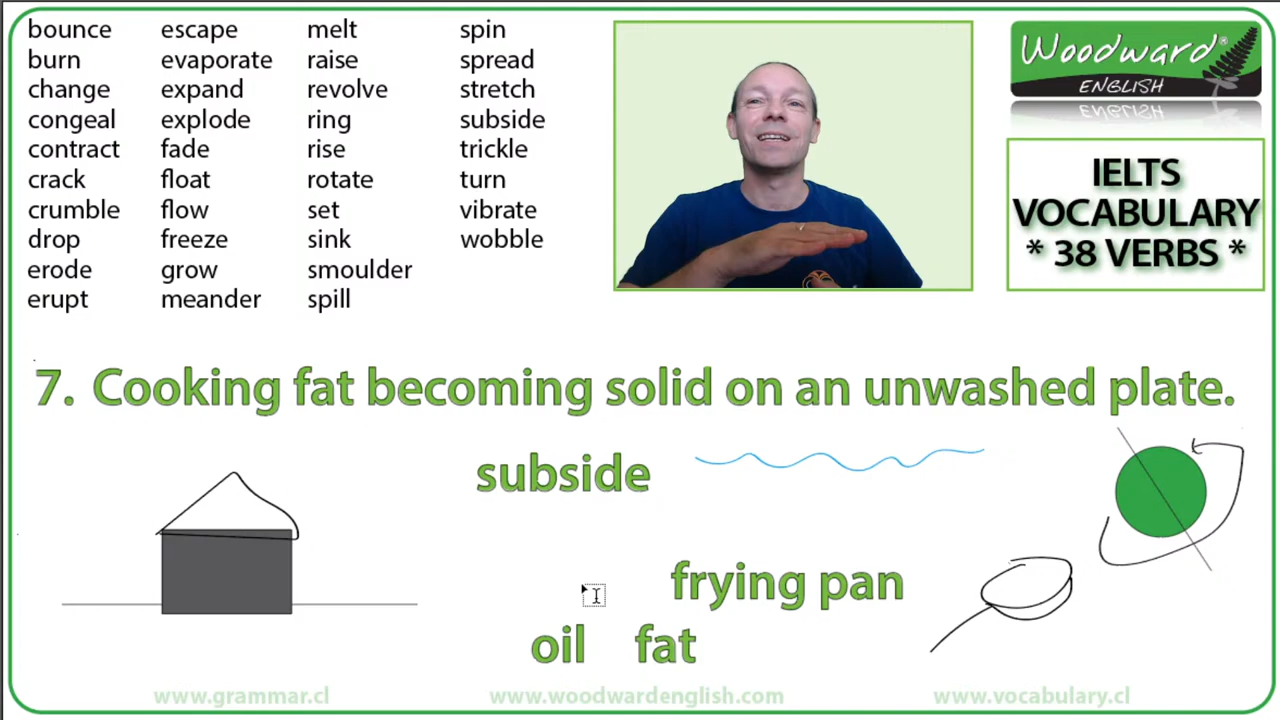 bounce escape melt spin
burn evaporate raise spread
change expand revolve stretch
congeal explode ring subside
contract fade rise trickle
crack float rotate turn
crumble flow set vibrate
drop freeze sink wobble
erode grow smoulder
erupt meander spill
Woodward®
ENGLISH
IELTS
VOCABULARY
* 38 VERBS *
7. Cooking fat becoming solid on an unwashed plate.
subside
frying pan
oil fat
www.grammar.cl www.woodwardenglish.com www.vocabulary.cl